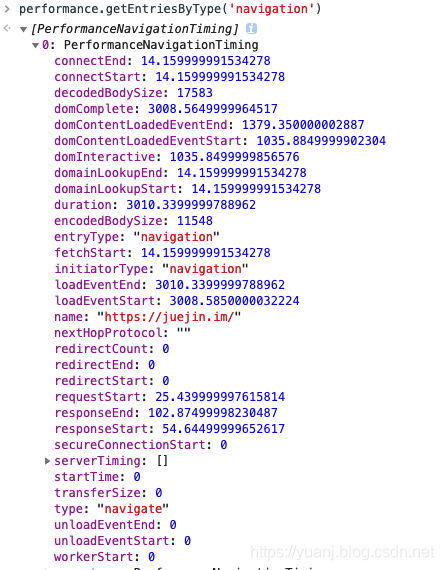 > performance.getEntriesByType('navigation')
[PerformanceNavigationTiming] i
0: PerformanceNavigationTiming
connectEnd: 14.159999991534278
connectStart: 14.159999991534278
decodedBodySize: 17583
domComplete: 3008.5649999964517
domContentLoadedEventEnd: 1379.350000002887
domContentLoadedEventStart: 1035.8849999902304
domInteractive: 1035.8499999856576
domainLookupEnd: 14.159999991534278
domainLookupStart: 14.159999991534278
duration: 3010.3399999788962
encodedBodySize: 11548
entryType: "navigation"
fetchStart: 14.159999991534278
initiatorType: "navigation"
loadEventEnd: 3010.3399999788962
loadEventStart: 3008.5850000032224
name: "https://juejin.im/"
nextHopProtocol: ""
redirectCount: 0
redirectEnd: 0
redirectStart: 0
requestStart: 25.439999997615814
responseEnd: 102.87499998230487
responseStart: 54.64499999652617
secureConnectionStart: 0
serverTiming: []
startTime: 0
transferSize: 0
type: "navigate"
unloadEventEnd: 0
unloadEventStart: 0
workerStart: 0
https://yuanj.blog.csdn.net